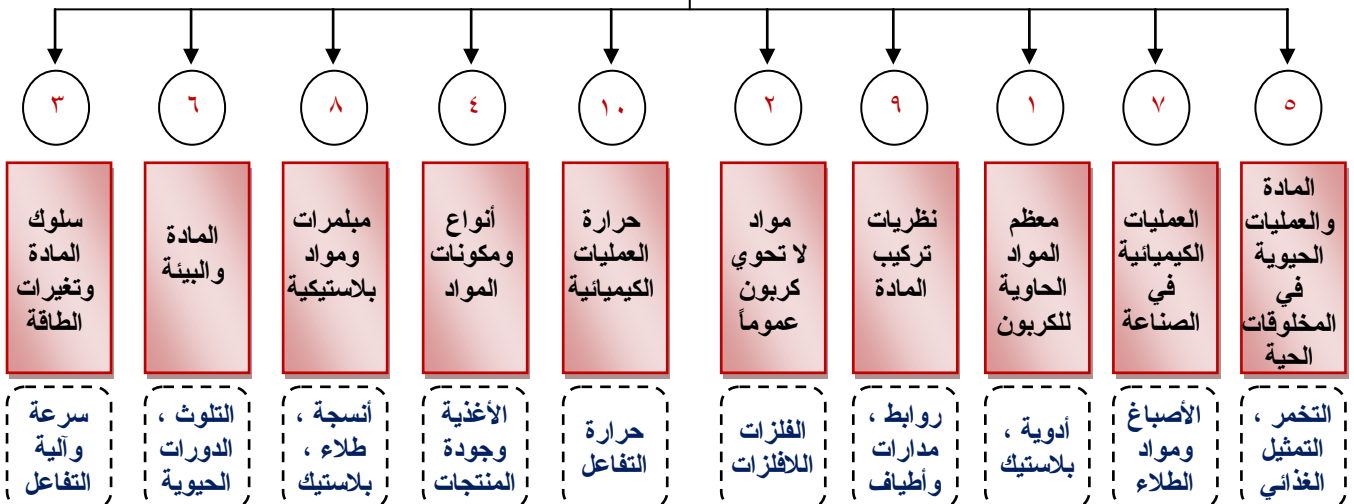 ٥
٧
١
٩
٢
١٠
٤
٨
٦
٣
المادة
والعمليات
الحيوية
في
المخلوقات
الحية
العمليات
الكيميائية
في
الصناعة
معظم
المواد
الحاوية
للكربون
نظريات
تركيب
المادة
مواد
لا تحوي
كربون
عموماً
حرارة
العمليات
الكيميائية
أنواع
ومكونات
المواد
مبلمرات
ومواد
بلاستيكية
المادة
والبيئة
سلوك
المادة
وتغيرات
الطاقة
التخمر ،
التمثيل
الغذائي
الأصباغ
ومواد
الطلاء
أدوية ،
بلاستيك
روابط ،
مدارات
وأطياف
الفلزات
اللافلزات
حرارة
التفاعل
الأغذية
وجودة
المنتجات
أنسجة ،
طلاء ،
بلاستيك
التلوث ،
الدورات
الحيوية
سرعة
وآلية
التفاعل